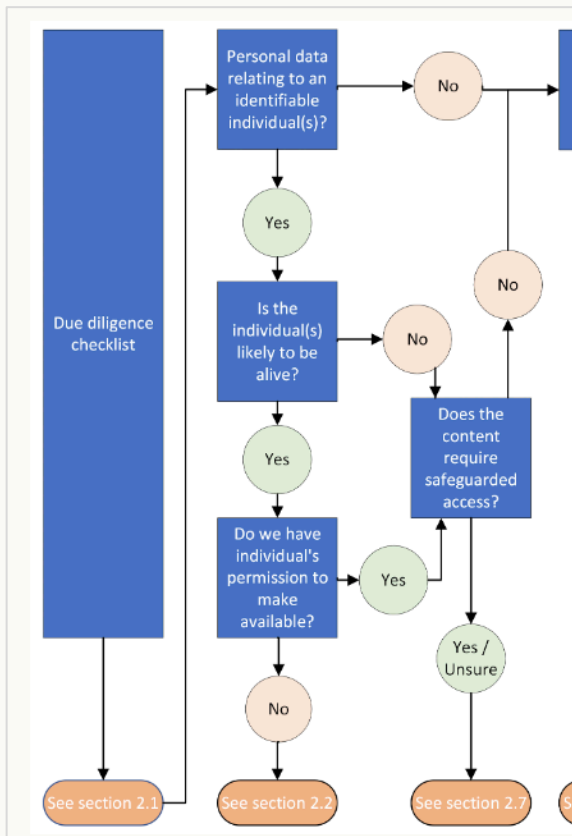 Due diligence
checklist
See section 2.1
Personal data
relating to an
identifiable
individual(s)?
No
Yes
Is the
individual(s)
likely to be
alive?
No
Yes
Do we have
individual's
permission to
make
available?
Yes
No
See section 2.2
No
Does the
content
require
safeguarded
access?
Yes /
Unsure
See section 2.7